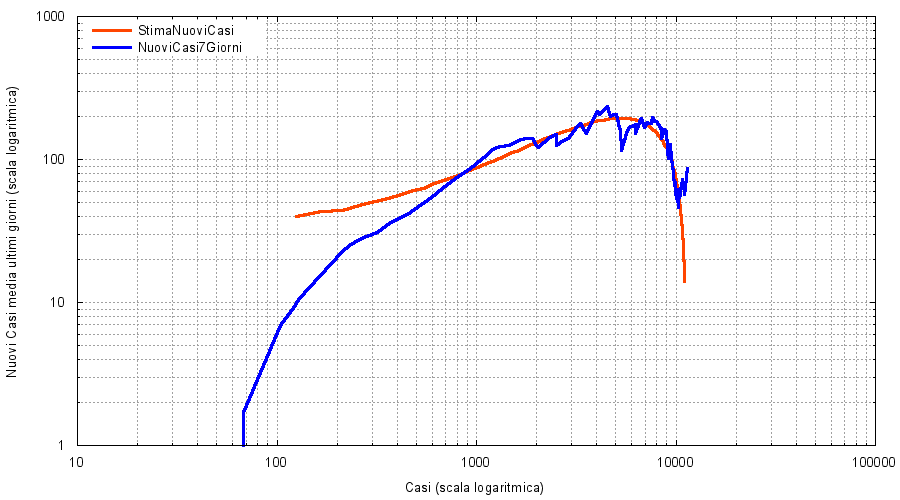 1000
StimaNuoviCasi
NuoviCasi7Giorni
100
Nuovi Casi media ultimi giorni (scala logaritmica)
10
1
10
100
1000
10000
100000
Casi (scala logaritmica)